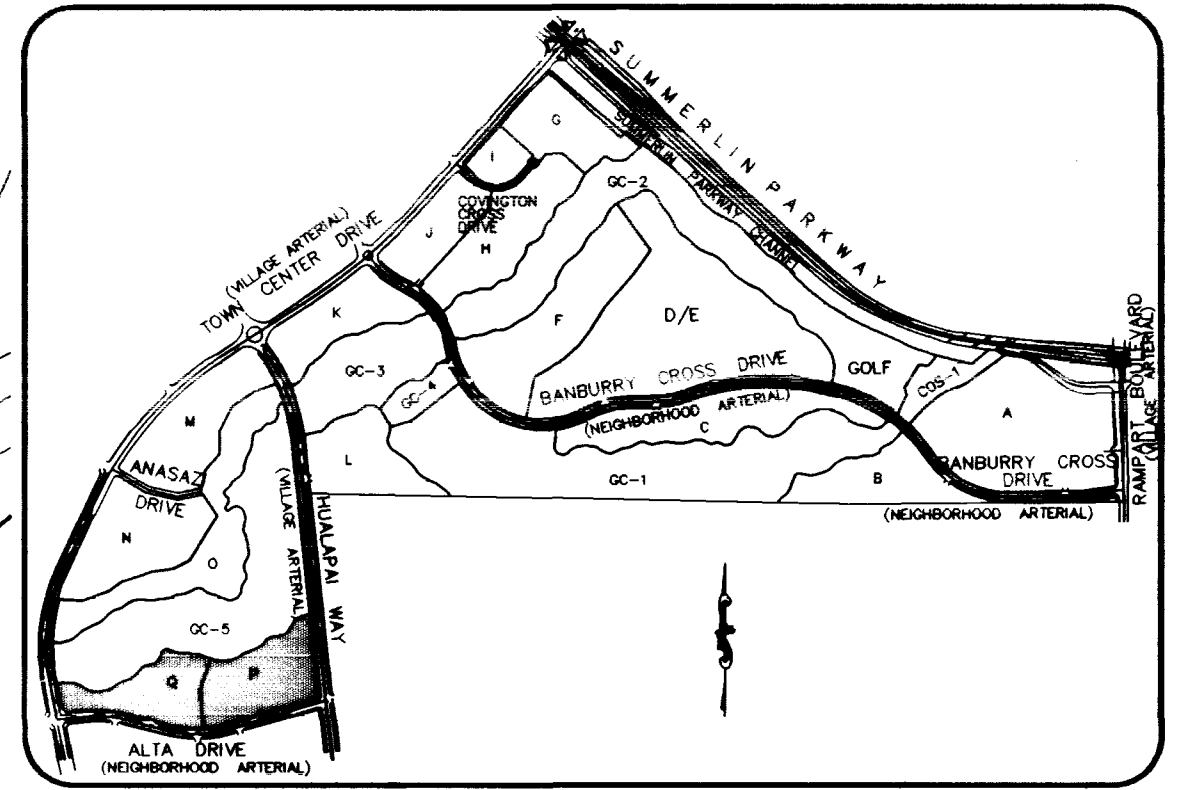 SUMMERLIN PARKWAY
G
SUMMERLIN PARKWAY CHANNEL
I
GC-2
COVINGTON
CROSS
DRIVE
J
H
(VILLAGE ARTERIAL)
TOWN CENTER DRIVE
K
F
D/E
RAMPART BOULEVARD
(VILLAGE ARTERIAL)
GC-3
GC-4
BANBURRY CROSS DRIVE
(NEIGHBORHOOD ARTERIAL)
GOLF
COS-1
A
M
C
L
GC-1
B
BANBURRY CROSS
DRIVE
(NEIGHBORHOOD ARTERIAL)
ANASAZ
DRIVE
N
O
HUALAPAI WAY
(VILLAGE ARTERIAL)
GC-5
Q
P
ALTA DRIVE
(NEIGHBORHOOD ARTERIAL)